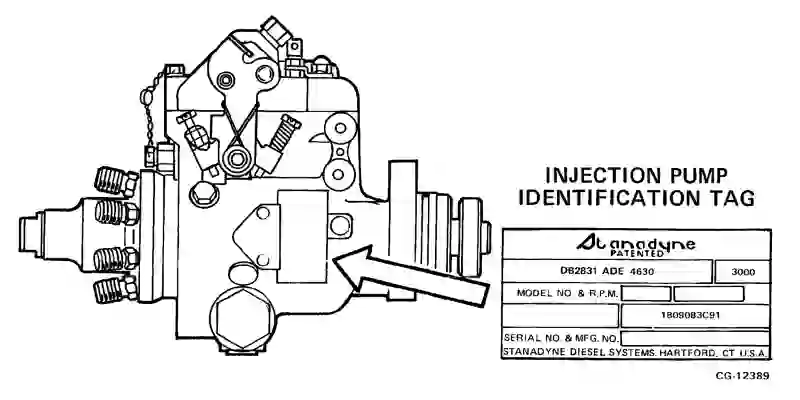 INJECTION PUMP
IDENTIFICATION TAG
Stanadyne
PATENTED
DB2831 ADE 4630 3000
MODEL NO & R.P.M.
1809083C91
SERIAL NO. & MFG NO.
STANADYNE DIESEL SYSTEMS. HARTFORD, CT U.S.A.
CG-12389